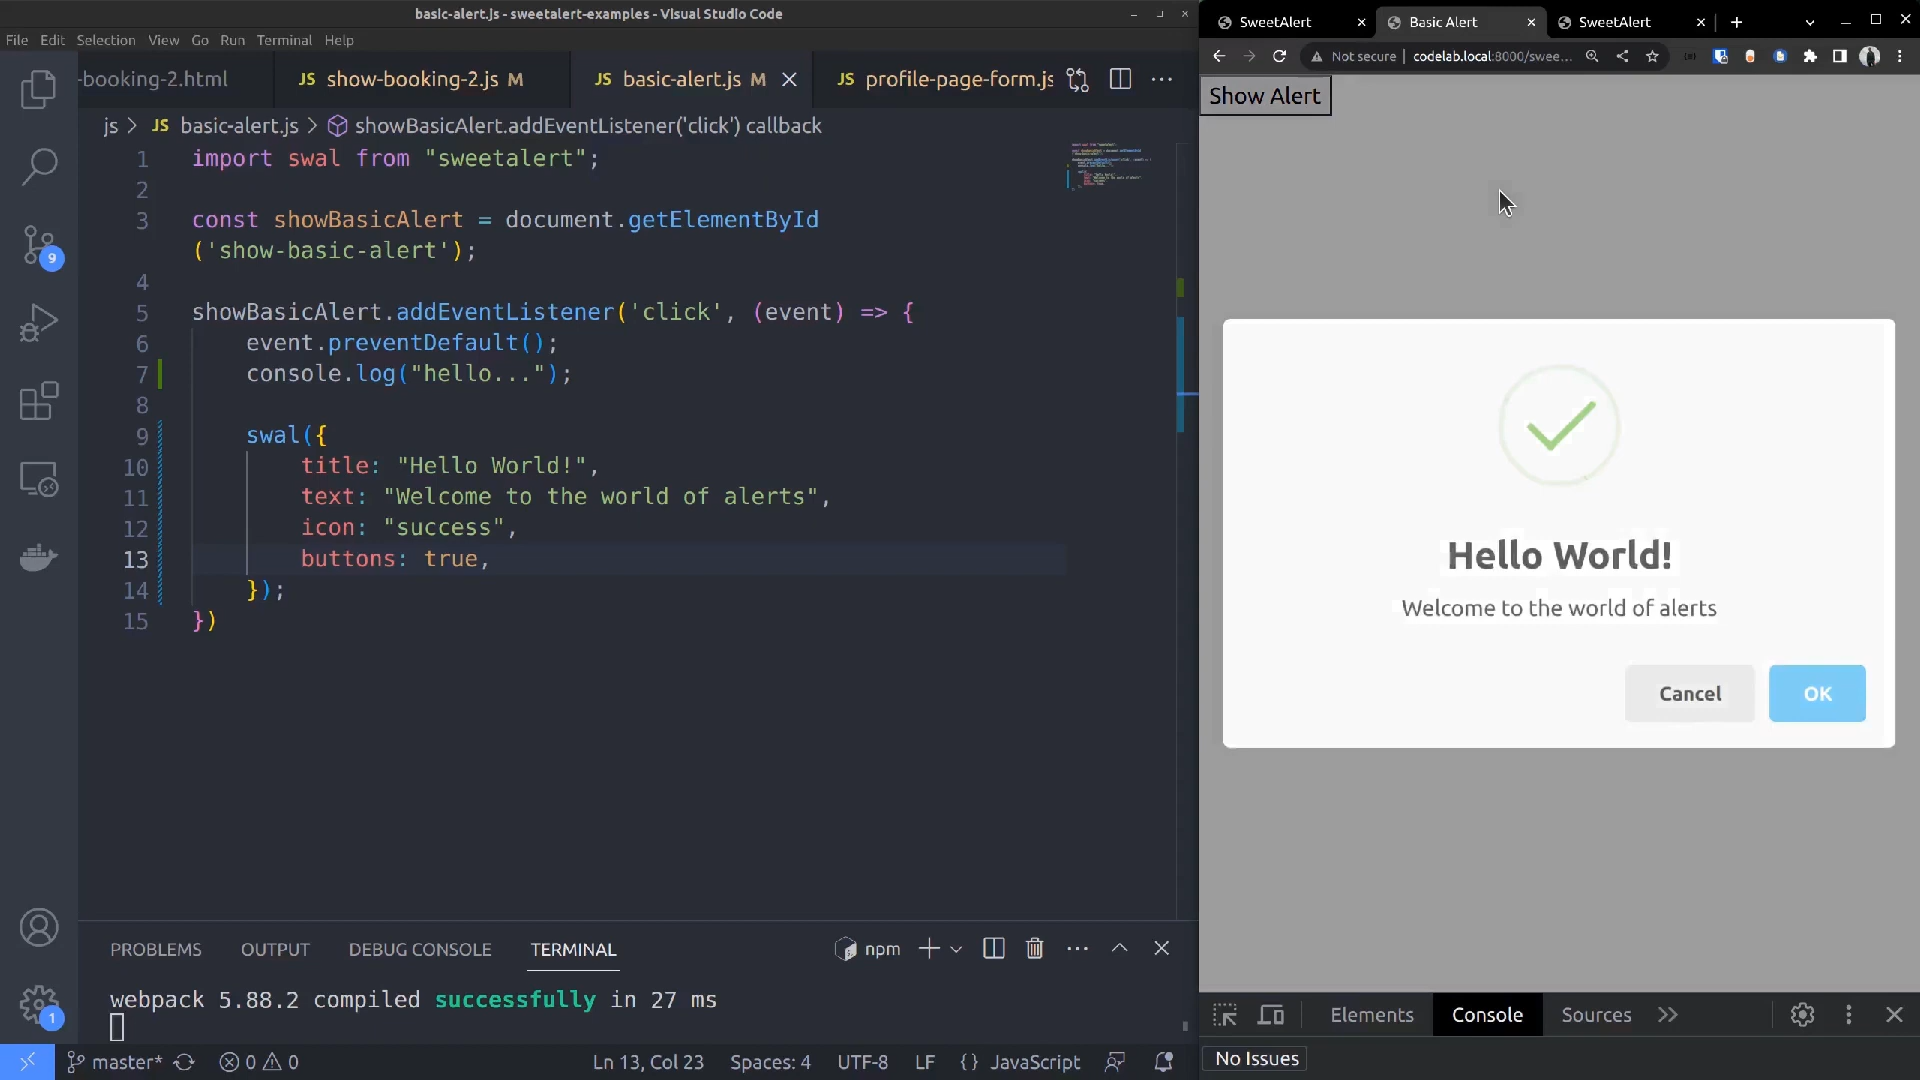 basic-alert.js - sweetalert-examples - Visual Studio Code
File Edit Selection View Go Run Terminal Help
-booking-2.html
JS show-booking-2.js M
JS basic-alert.js M
JS profile-page-form.js
js > JS basic-alert.js > showBasicAlert.addEventListener('click') callback
1 import swal from "sweetalert";
2
3 const showBasicAlert = document.getElementById
('show-basic-alert');
4
5 showBasicAlert.addEventListener('click', (event) => {
6 event.preventDefault();
7 console.log("hello...");
8
9 swal({
10 title: "Hello World!",
11 text: "Welcome to the world of alerts",
12 icon: "success",
13 buttons: true,
14 });
15 })
9
1
PROBLEMS OUTPUT DEBUG CONSOLE TERMINAL
npm
webpack 5.88.2 compiled successfully in 27 ms
master* 0 0
Ln 13, Col 23 Spaces: 4 UTF-8 LF {} JavaScript
SweetAlert
Basic Alert
SweetAlert
Not secure | codelab.local:8000/swee...
Show Alert
Hello World!
Welcome to the world of alerts
Cancel
OK
Elements Console Sources
No Issues